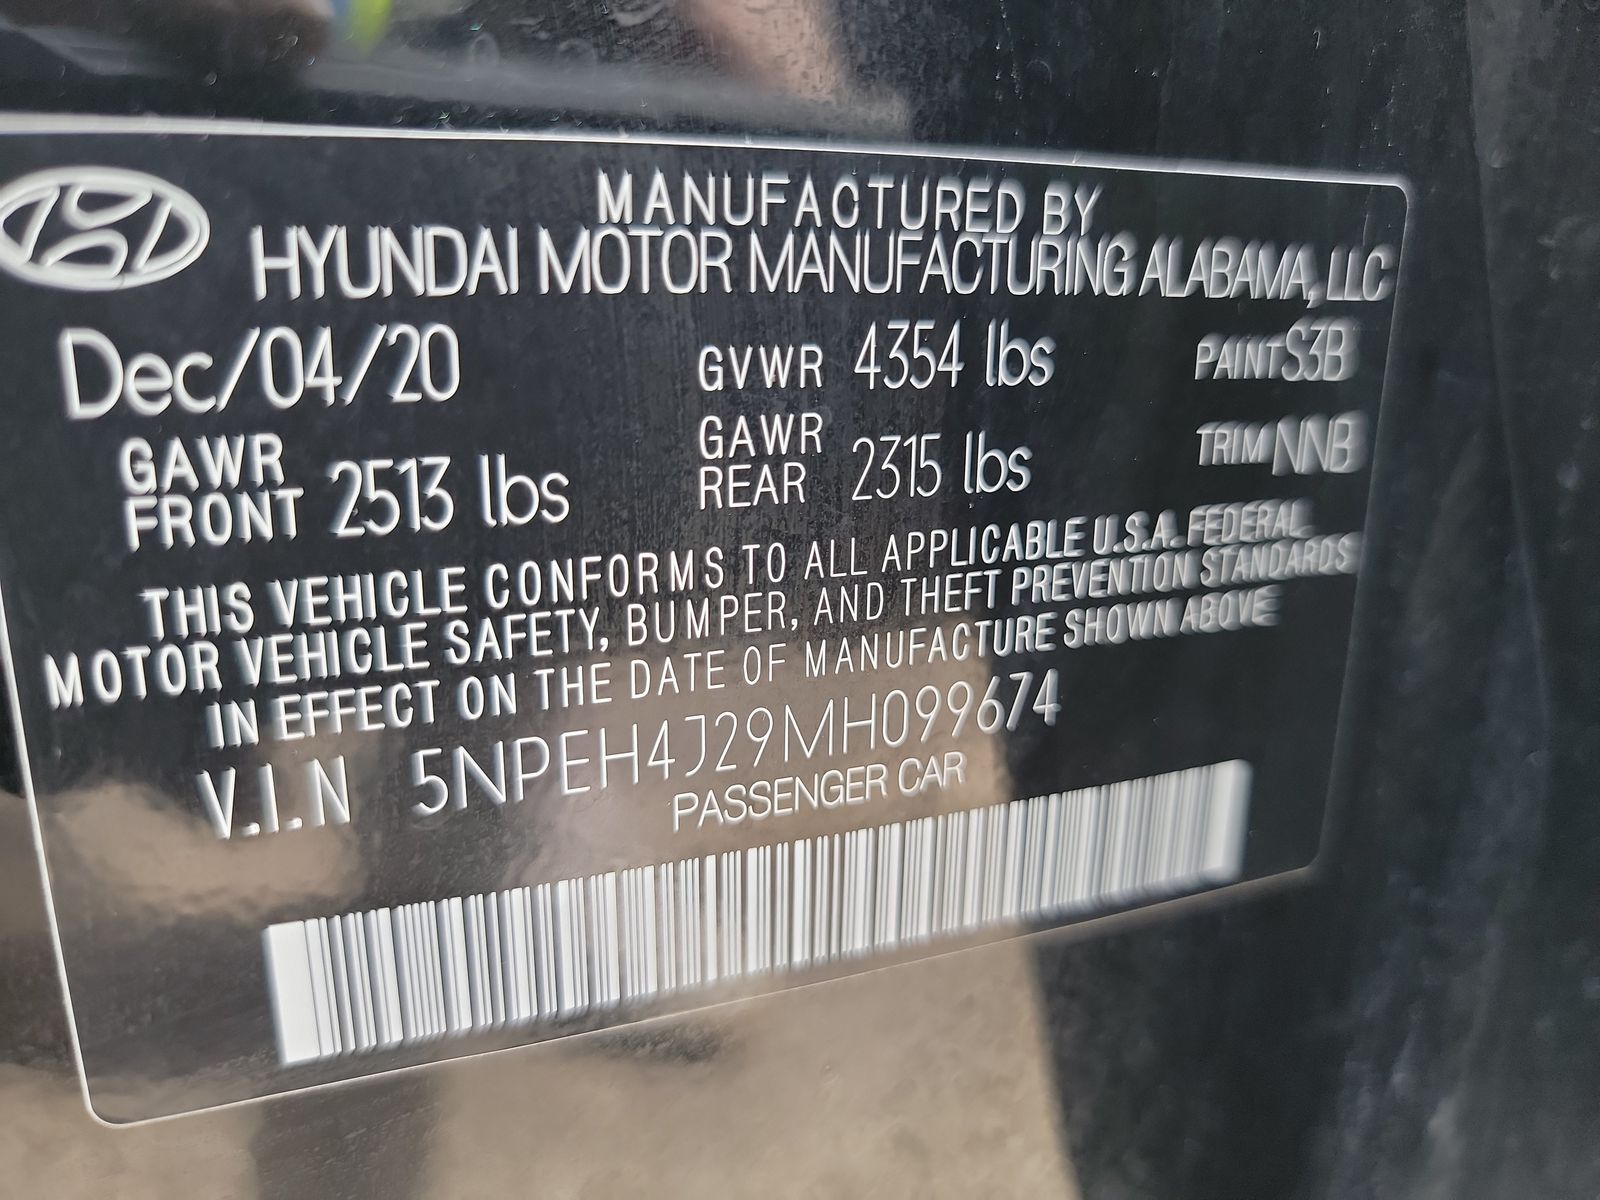 MANUFACTURED BY
HYUNDAI MOTOR MANUFACTURING ALABAMA, LLC
Dec/04/20 GVWR 4354 lbs PAINT S3B
GAWR FRONT 2513 lbs GAWR REAR 2315 lbs TRIM NNB
THIS VEHICLE CONFORMS TO ALL APPLICABLE U.S.A. FEDERAL
MOTOR VEHICLE SAFETY, BUMPER, AND THEFT PREVENTION STANDARDS
IN EFFECT ON THE DATE OF MANUFACTURE SHOWN ABOVE
V.I.N 5NPEH4J29MH099674
PASSENGER CAR